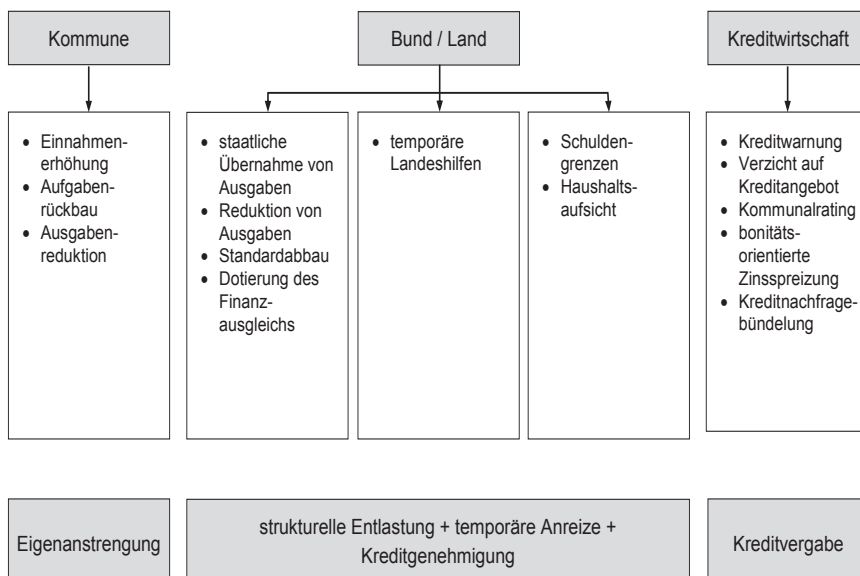 Kommune
Bund / Land
Kreditwirtschaft
• Einnahmen-
erhöhung
• Aufgaben-
rückbau
• Ausgaben-
reduktion
• staatliche
Übernahme von
Ausgaben
• Reduktion von
Ausgaben
• Standardabbau
• Dotierung des
Finanz-
ausgleichs
• temporäre
Landeshilfen
• Schulden-
grenzen
• Haushalts-
aufsicht
• Kreditwarnung
• Verzicht auf
Kreditangebot
• Kommunalrating
• bonitäts-
orientierte
Zinsspreizung
• Kreditnachfrage-
bündelung
Eigenanstrengung
strukturelle Entlastung + temporäre Anreize +
Kreditgenehmigung
Kreditvergabe